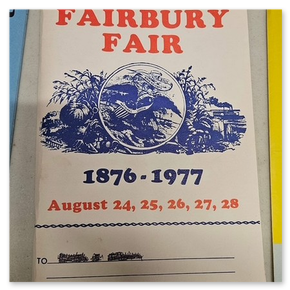 FAIRBURY
FAIR
1876-1977
August 24, 25, 26, 27, 28
TO